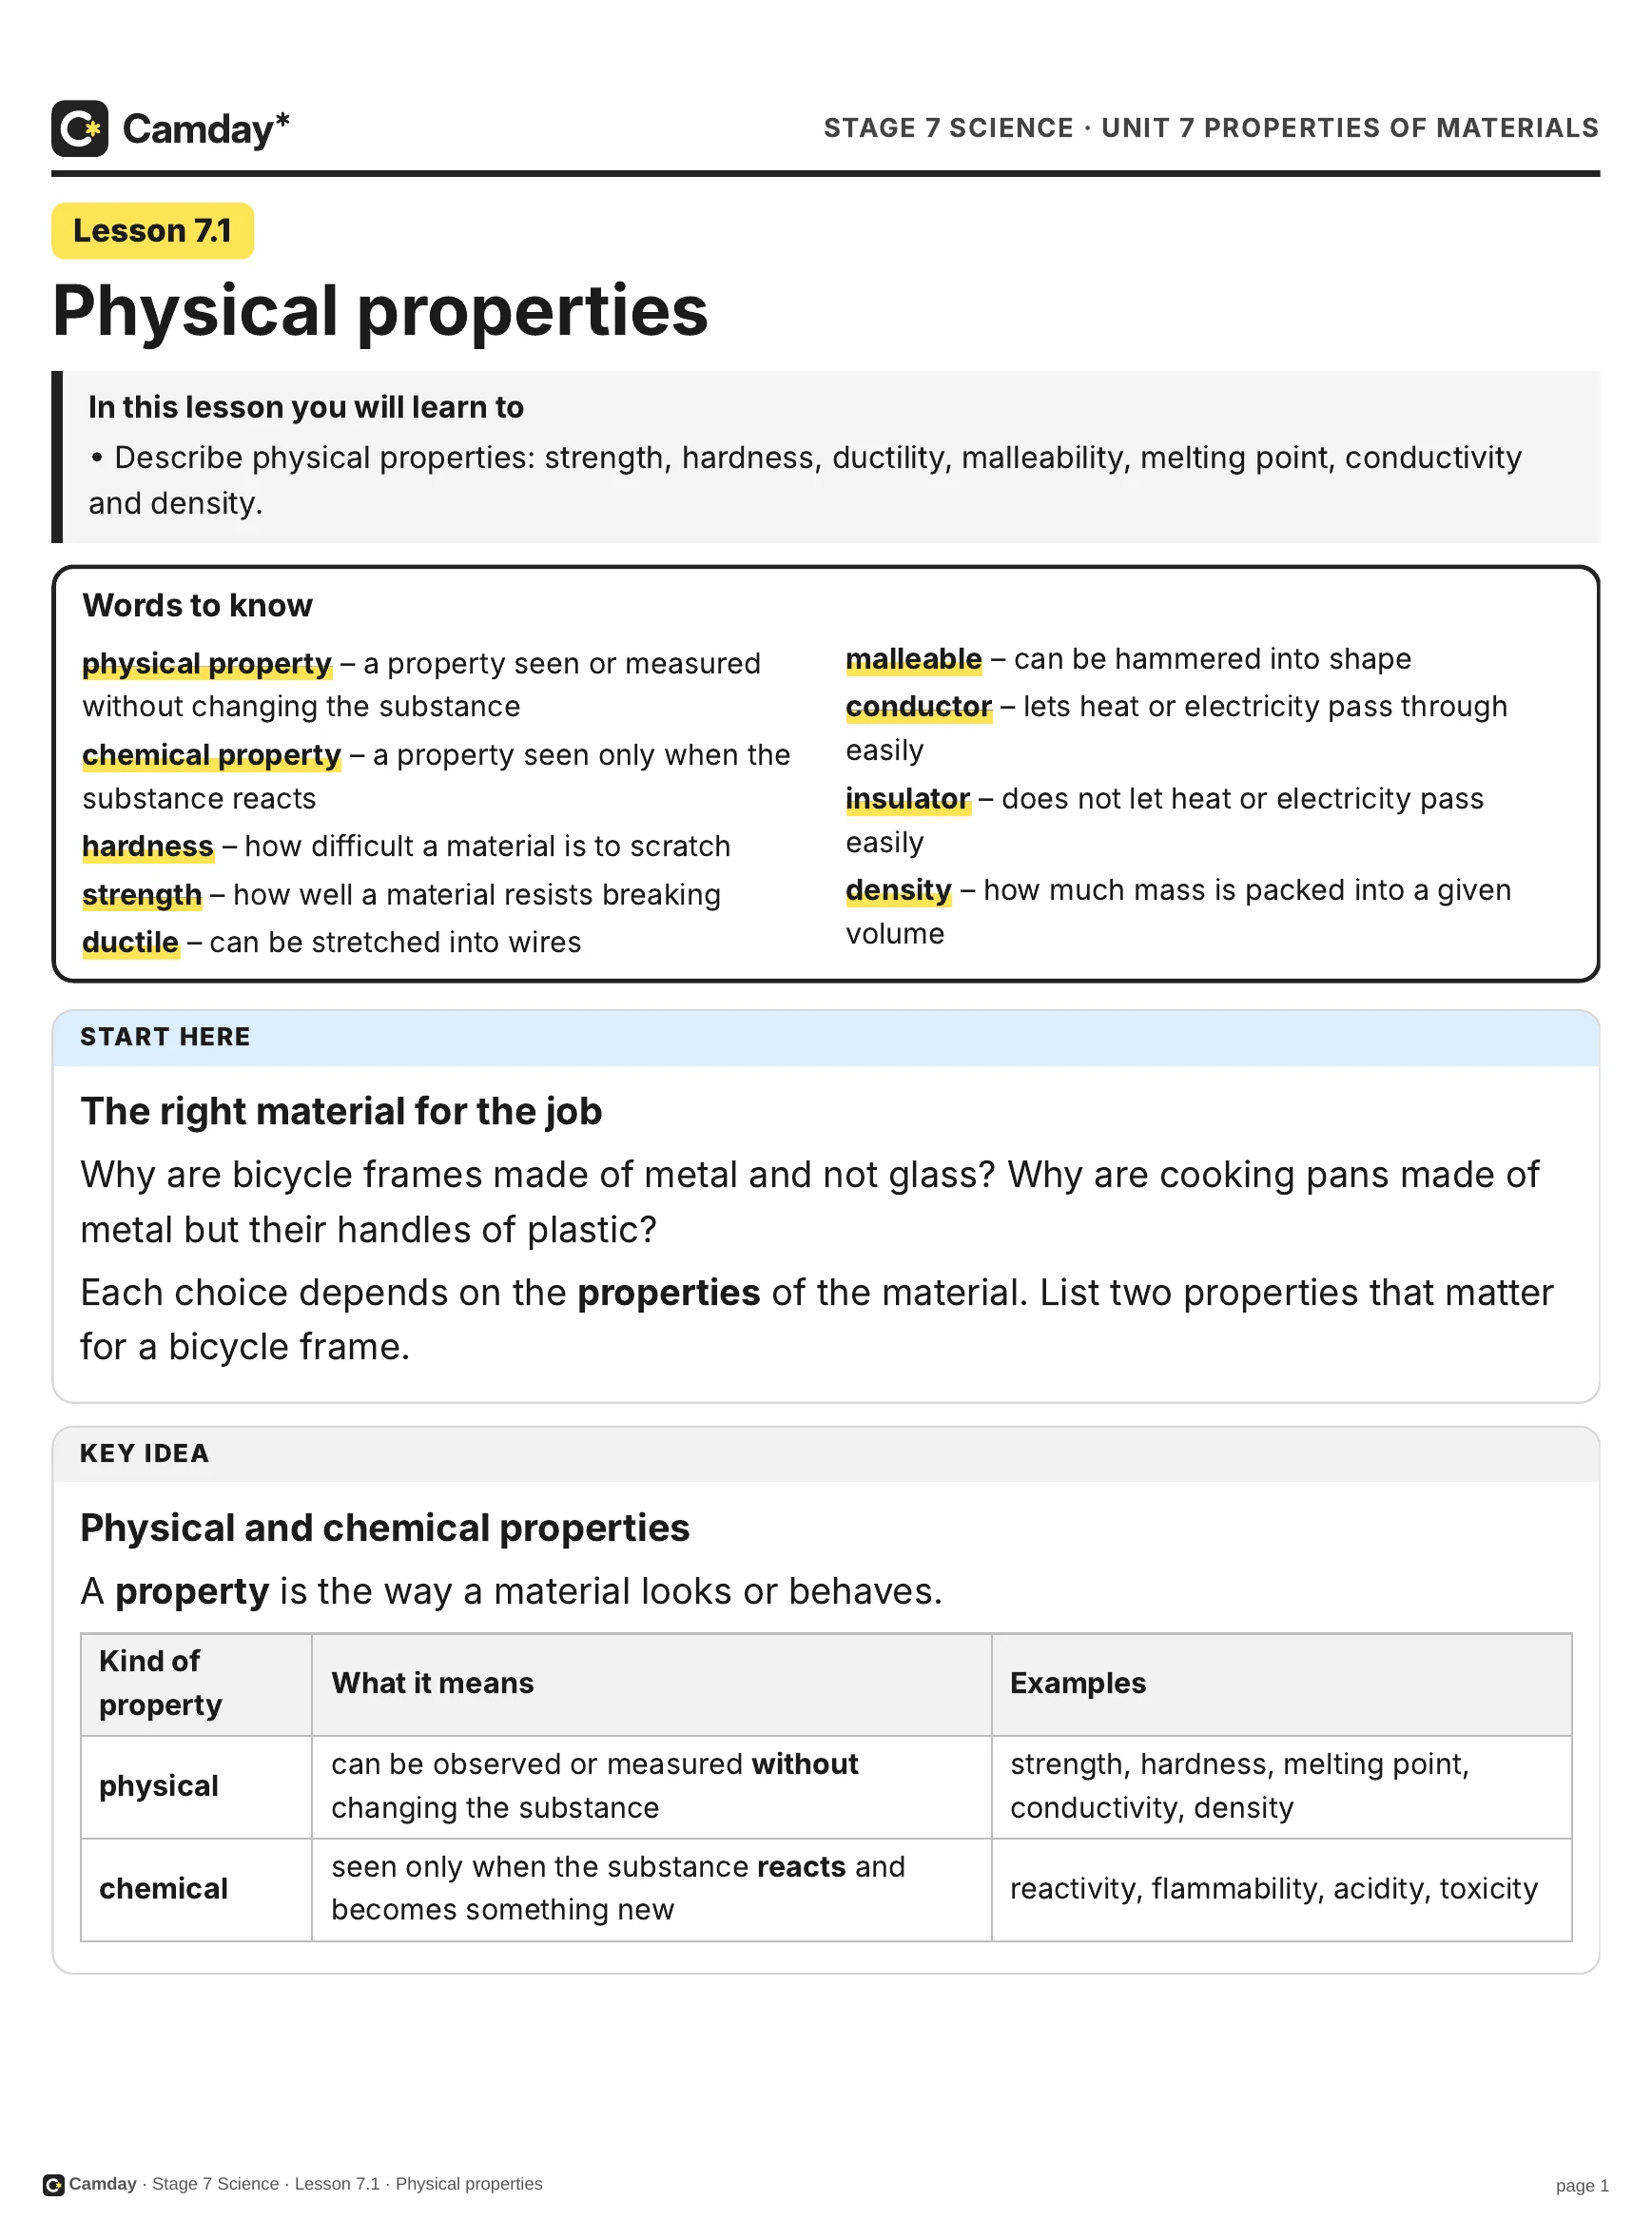 Camday*
STAGE 7 SCIENCE · UNIT 7 PROPERTIES OF MATERIALS
Lesson 7.1
Physical properties
In this lesson you will learn to
• Describe physical properties: strength, hardness, ductility, malleability, melting point, conductivity
and density.
Words to know
physical property – a property seen or measured
without changing the substance
chemical property – a property seen only when the
substance reacts
hardness – how difficult a material is to scratch
strength – how well a material resists breaking
ductile – can be stretched into wires
malleable – can be hammered into shape
conductor – lets heat or electricity pass through
easily
insulator – does not let heat or electricity pass
easily
density – how much mass is packed into a given
volume
START HERE
The right material for the job
Why are bicycle frames made of metal and not glass? Why are cooking pans made of
metal but their handles of plastic?
Each choice depends on the properties of the material. List two properties that matter
for a bicycle frame.
KEY IDEA
Physical and chemical properties
A property is the way a material looks or behaves.
Kind of
property
What it means
Examples
physical
can be observed or measured without
changing the substance
strength, hardness, melting point,
conductivity, density
chemical
seen only when the substance reacts and
becomes something new
reactivity, flammability, acidity, toxicity
Camday · Stage 7 Science · Lesson 7.1 · Physical properties
page 1